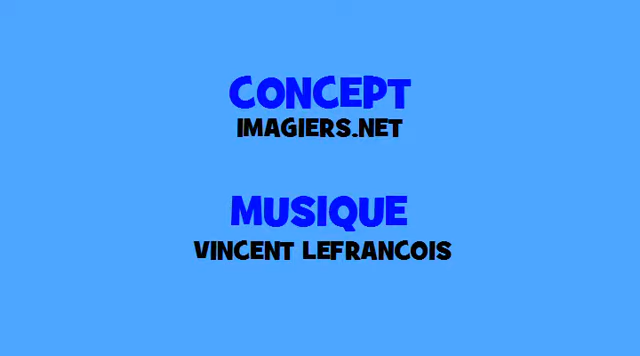 CONCEPT
IMAGIERS.NET
MUSIQUE
VINCENT LEFRANCOIS